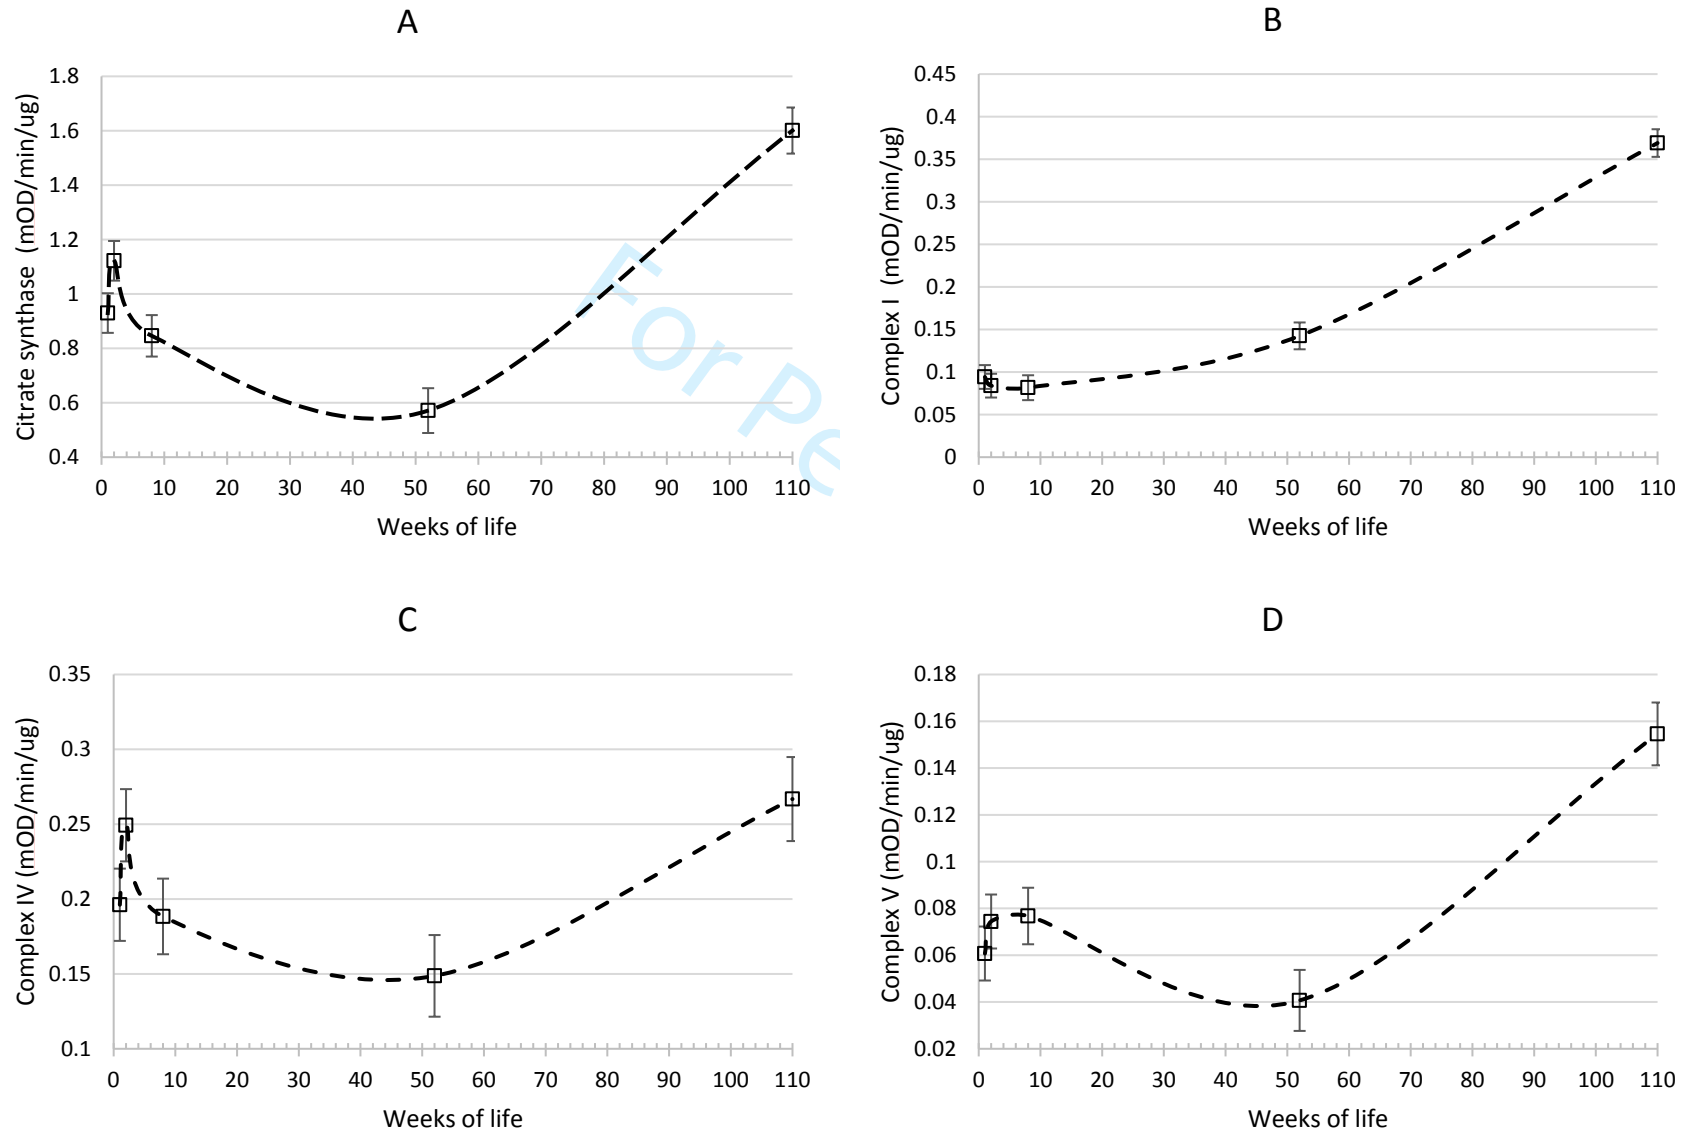 A
Citrate synthase (mOD/min/ug)
1.8
1.6
1.4
1.2
1
0.8
0.6
0.4
0 10 20 30 40 50 60 70 80 90 100 110
Weeks of life
B
Complex I (mOD/min/ug)
0.45
0.4
0.35
0.3
0.25
0.2
0.15
0.1
0.05
0
0 10 20 30 40 50 60 70 80 90 100 110
Weeks of life
For Pe
C
Complex IV (mOD/min/ug)
0.35
0.3
0.25
0.2
0.15
0.1
0 10 20 30 40 50 60 70 80 90 100 110
Weeks of life
D
Complex V (mOD/min/ug)
0.18
0.16
0.14
0.12
0.1
0.08
0.06
0.04
0.02
0 10 20 30 40 50 60 70 80 90 100 110
Weeks of life